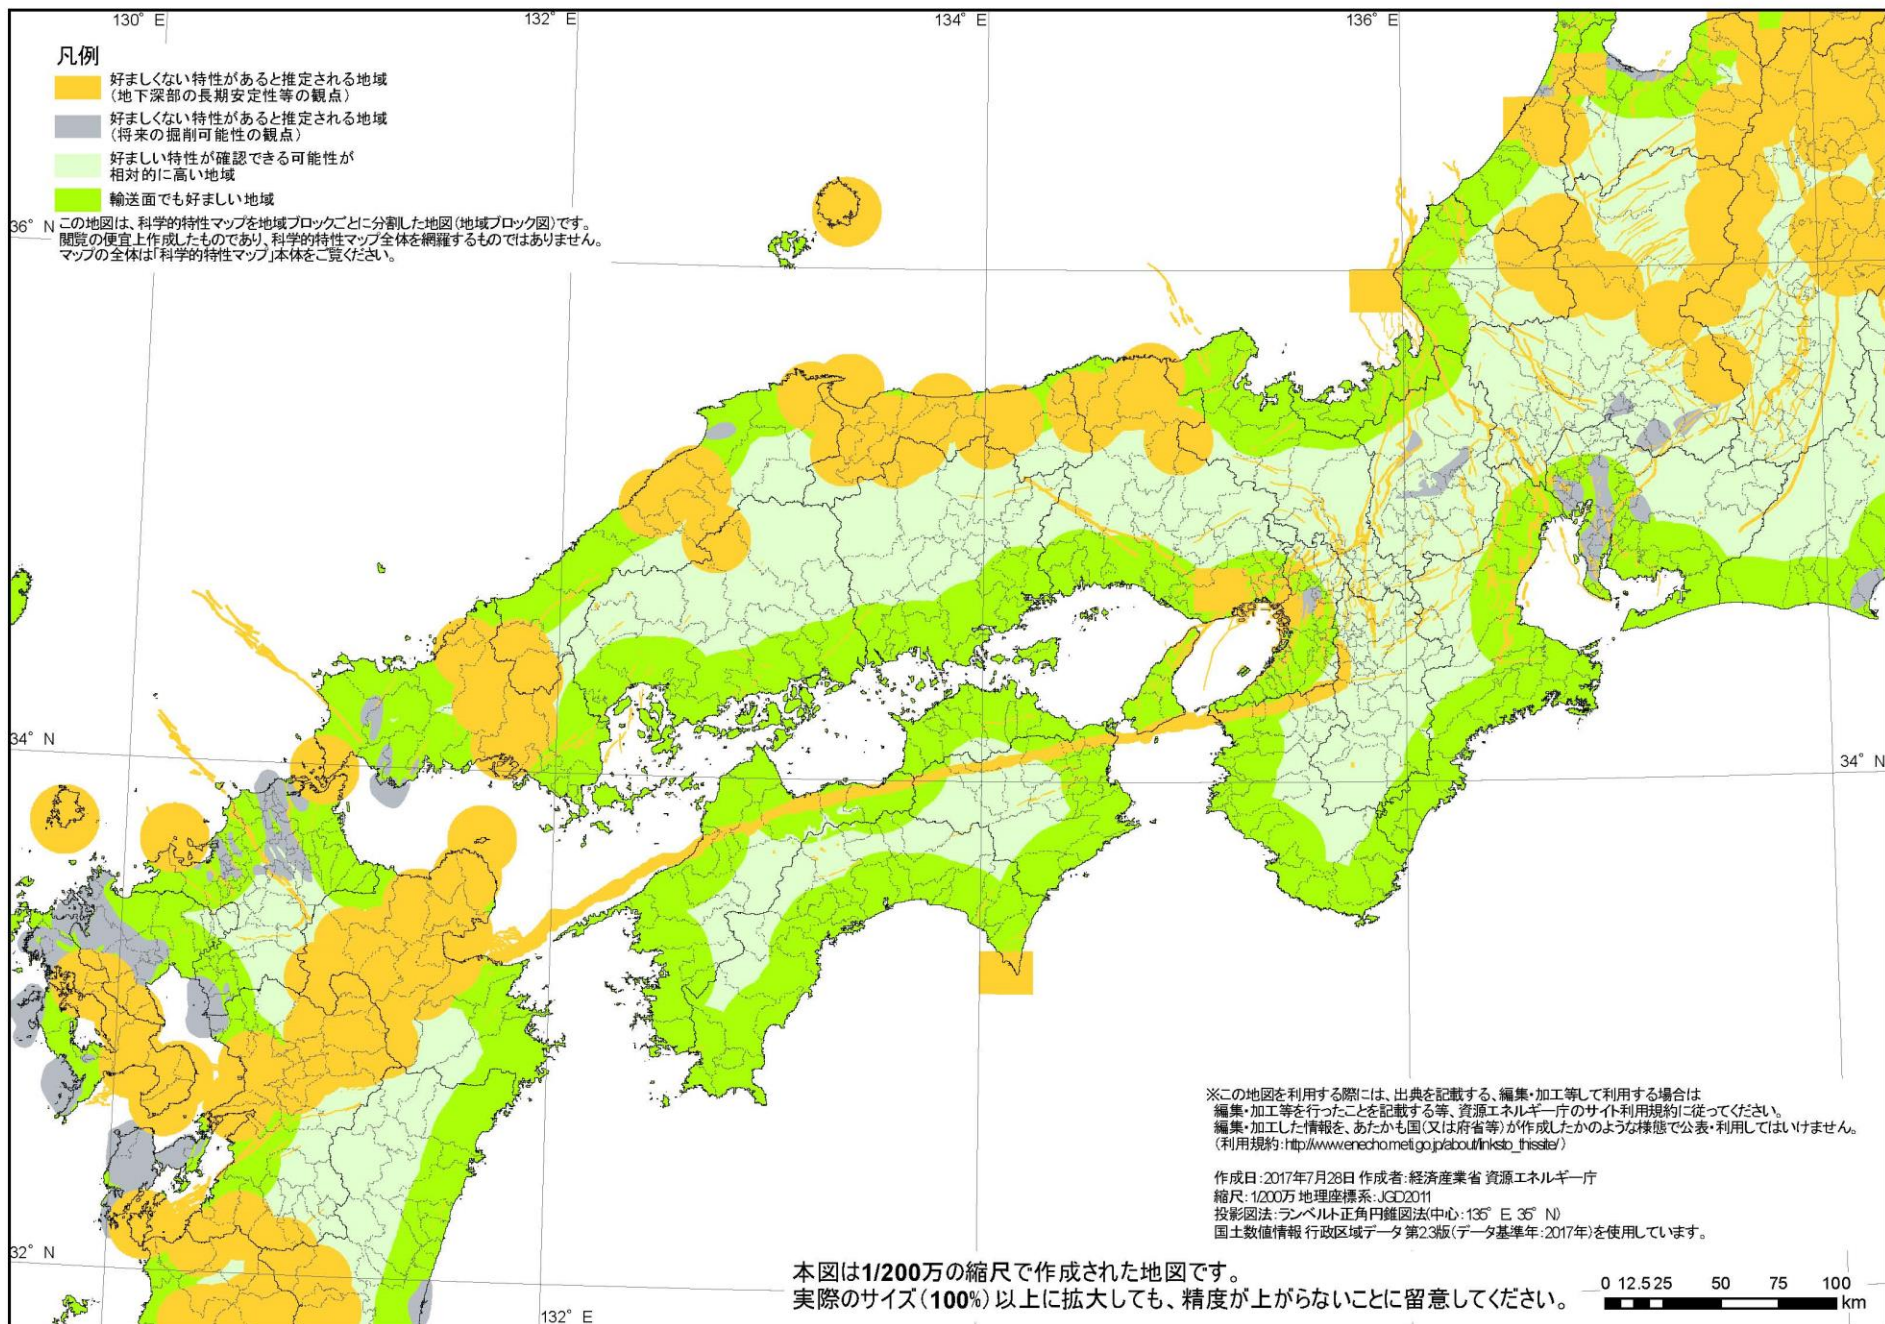 130° E
132° E
134° E
136° E
凡例
好ましくない特性があると推定される地域
(地下深部の長期安定性等の観点)
好ましくない特性があると推定される地域
(将来の掘削可能性の観点)
好ましい特性が確認できる可能性が
相対的に高い地域
輸送面でも好ましい地域
この地図は、科学的特性マップを地域ブロックごとに分割した地図(地域ブロック図)です。
閲覧の便宜上作成したものであり、科学的特性マップ全体を網羅するものではありません。
マップの全体は「科学的特性マップ」本体をご覧ください。
36° N
34° N
34° N
32° N
132° E
※この地図を利用する際には、出典を記載する、編集・加工等して利用する場合は
編集・加工等を行ったことを記載する等、資源エネルギー庁のサイト利用規約に従ってください。
編集・加工した情報を、あたかも国(又は府省等)が作成したかのような様態で公表・利用してはいけません。
(利用規約:http://www.enecho.meti.go.jp/about/linksto_thissite/)
作成日:2017年7月28日 作成者:経済産業省 資源エネルギー庁
縮尺:1/200万 地理座標系:JGD2011
投影図法:ランベルト正角円錐図法(中心:135° E 35° N)
国土数値情報 行政区域データ 第2.3版(データ基準年:2017年)を使用しています。
本図は1/200万の縮尺で作成された地図です。
実際のサイズ(100%)以上に拡大しても、精度が上がらないことに留意してください。
0 12.5 25 50 75 100
km